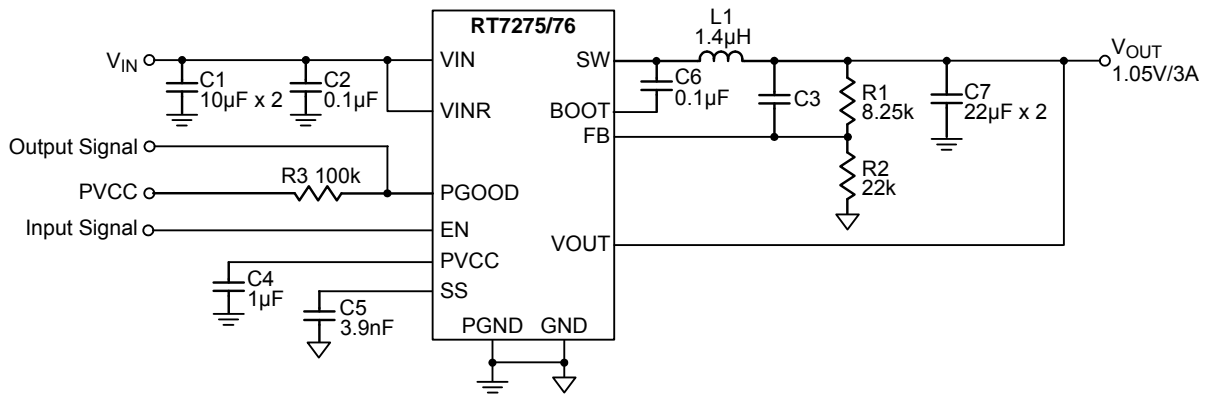 RT7275/76
VIN
C1
10μF x 2
C2
0.1μF
VIN
VINR
SW
BOOT
FB
L1
1.4μH
C6
0.1μF
C3
R1
8.25k
R2
22k
C7
22μF x 2
VOUT
1.05V/3A
Output Signal
R3 100k
PVCC
PGOOD
Input Signal
EN
VOUT
PVCC
C4
1μF
SS
C5
3.9nF
PGND
GND